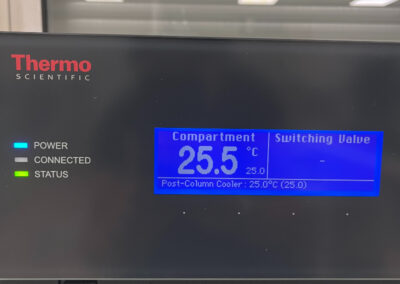 Thermo
SCIENTIFIC
POWER
CONNECTED
STATUS
Compartment
25.5 °C
25.0
Switching Valve
-
Post-Column Cooler : 25.0°C (25.0)